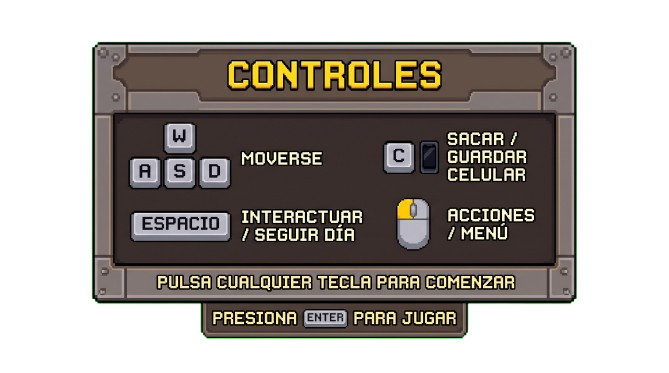 CONTROLES
W
A S D
MOVERSE
C
SACAR /
GUARDAR
CELULAR
ESPACIO
INTERACTUAR
/ SEGUIR DÍA
ACCIONES
/ MENÚ
PULSA CUALQUIER TECLA PARA COMENZAR
PRESIONA ENTER PARA JUGAR